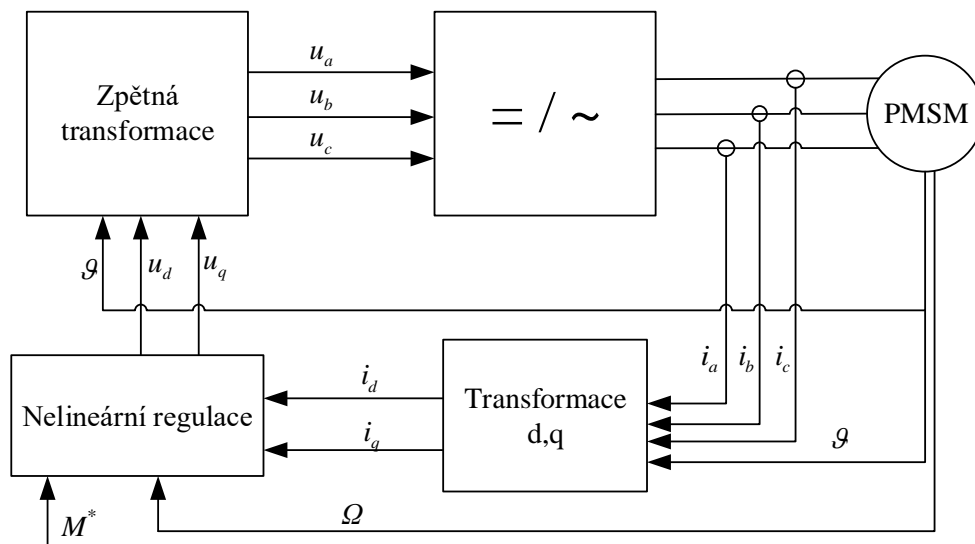 Zpětná
transformace
u_a
u_b
u_c
= / ~
PMSM
ϑ
u_d
u_q
i_a
i_b
i_c
Nelineární regulace
i_d
i_q
Transformace
d,q
ϑ
M*
Ω